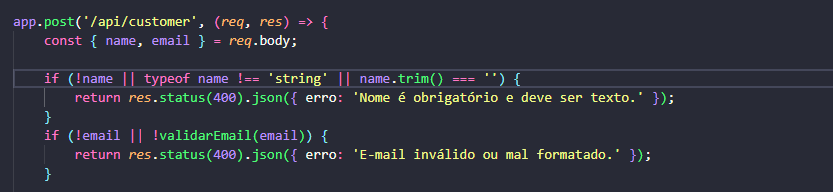 app.post('/api/customer', (req, res) => {
const { name, email } = req.body;
if (!name || typeof name !== 'string' || name.trim() === '') {
return res.status(400).json({ erro: 'Nome é obrigatório e deve ser texto.' });
}
if (!email || !validarEmail(email)) {
return res.status(400).json({ erro: 'E-mail inválido ou mal formatado.' });
}